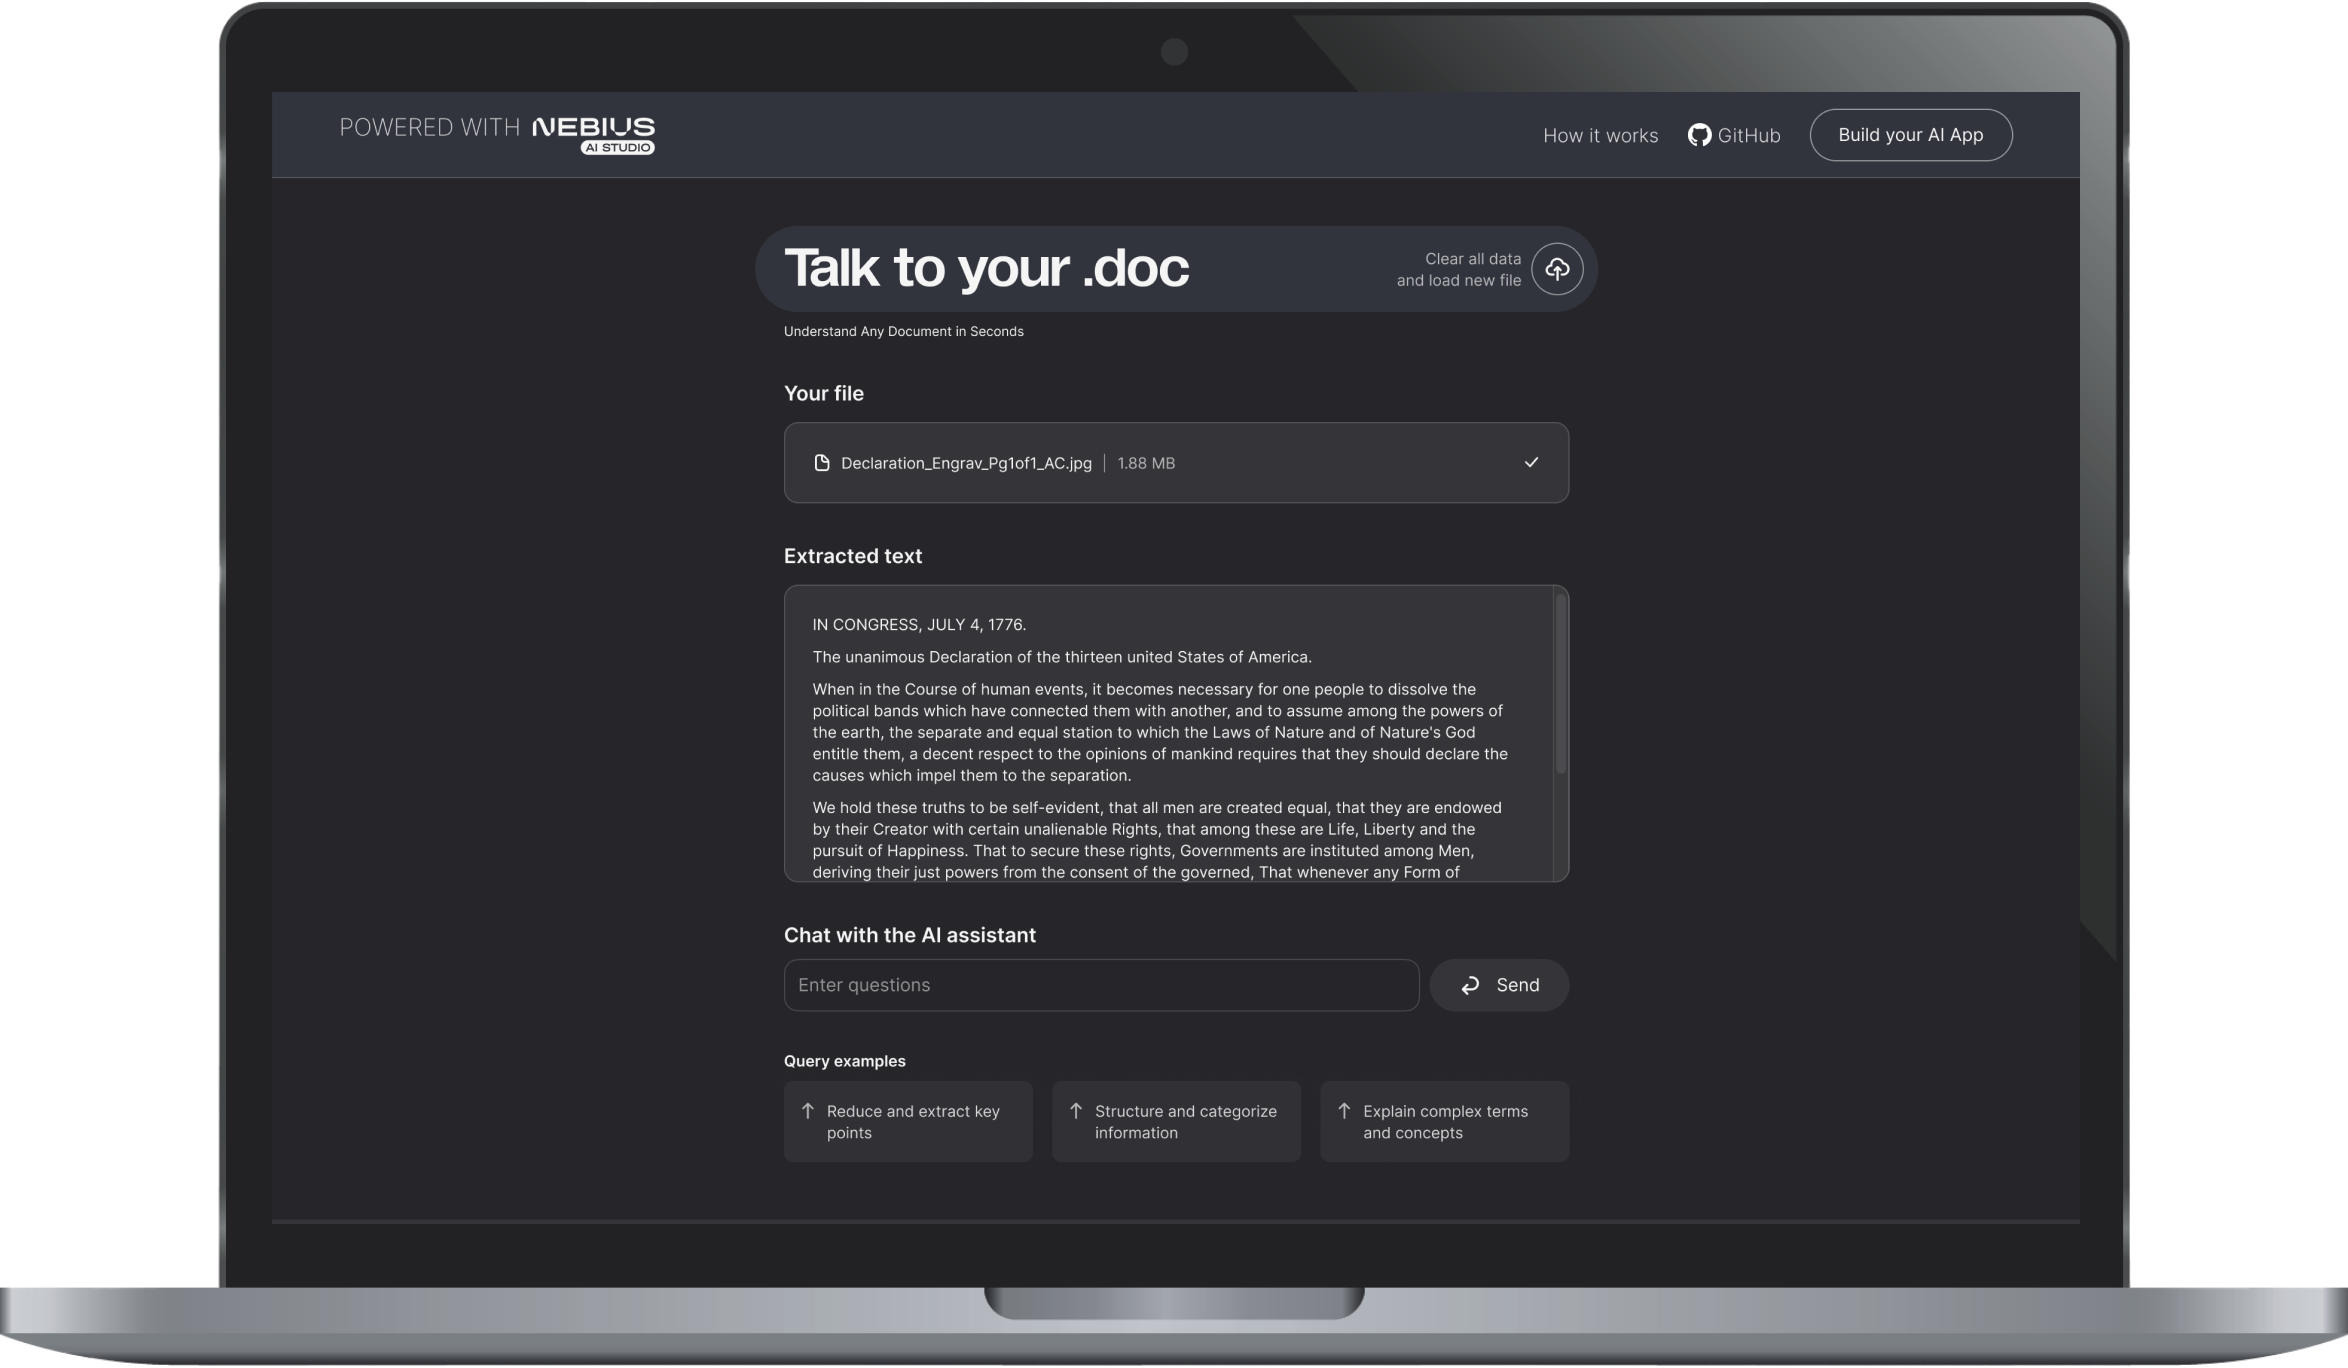 POWERED WITH NEBIUS
AI STUDIO
How it works
GitHub
Build your AI App
Talk to your .doc
Clear all data
and load new file
Understand Any Document in Seconds
Your file
Declaration_Engrav_Pg1of1_AC.jpg | 1.88 MB
Extracted text
IN CONGRESS, JULY 4, 1776.
The unanimous Declaration of the thirteen united States of America.
When in the Course of human events, it becomes necessary for one people to dissolve the
political bands which have connected them with another, and to assume among the powers of
the earth, the separate and equal station to which the Laws of Nature and of Nature's God
entitle them, a decent respect to the opinions of mankind requires that they should declare the
causes which impel them to the separation.
We hold these truths to be self-evident, that all men are created equal, that they are endowed
by their Creator with certain unalienable Rights, that among these are Life, Liberty and the
pursuit of Happiness. That to secure these rights, Governments are instituted among Men,
deriving their just powers from the consent of the governed, That whenever any Form of
Chat with the AI assistant
Enter questions
Send
Query examples
Reduce and extract key
points
Structure and categorize
information
Explain complex terms
and concepts